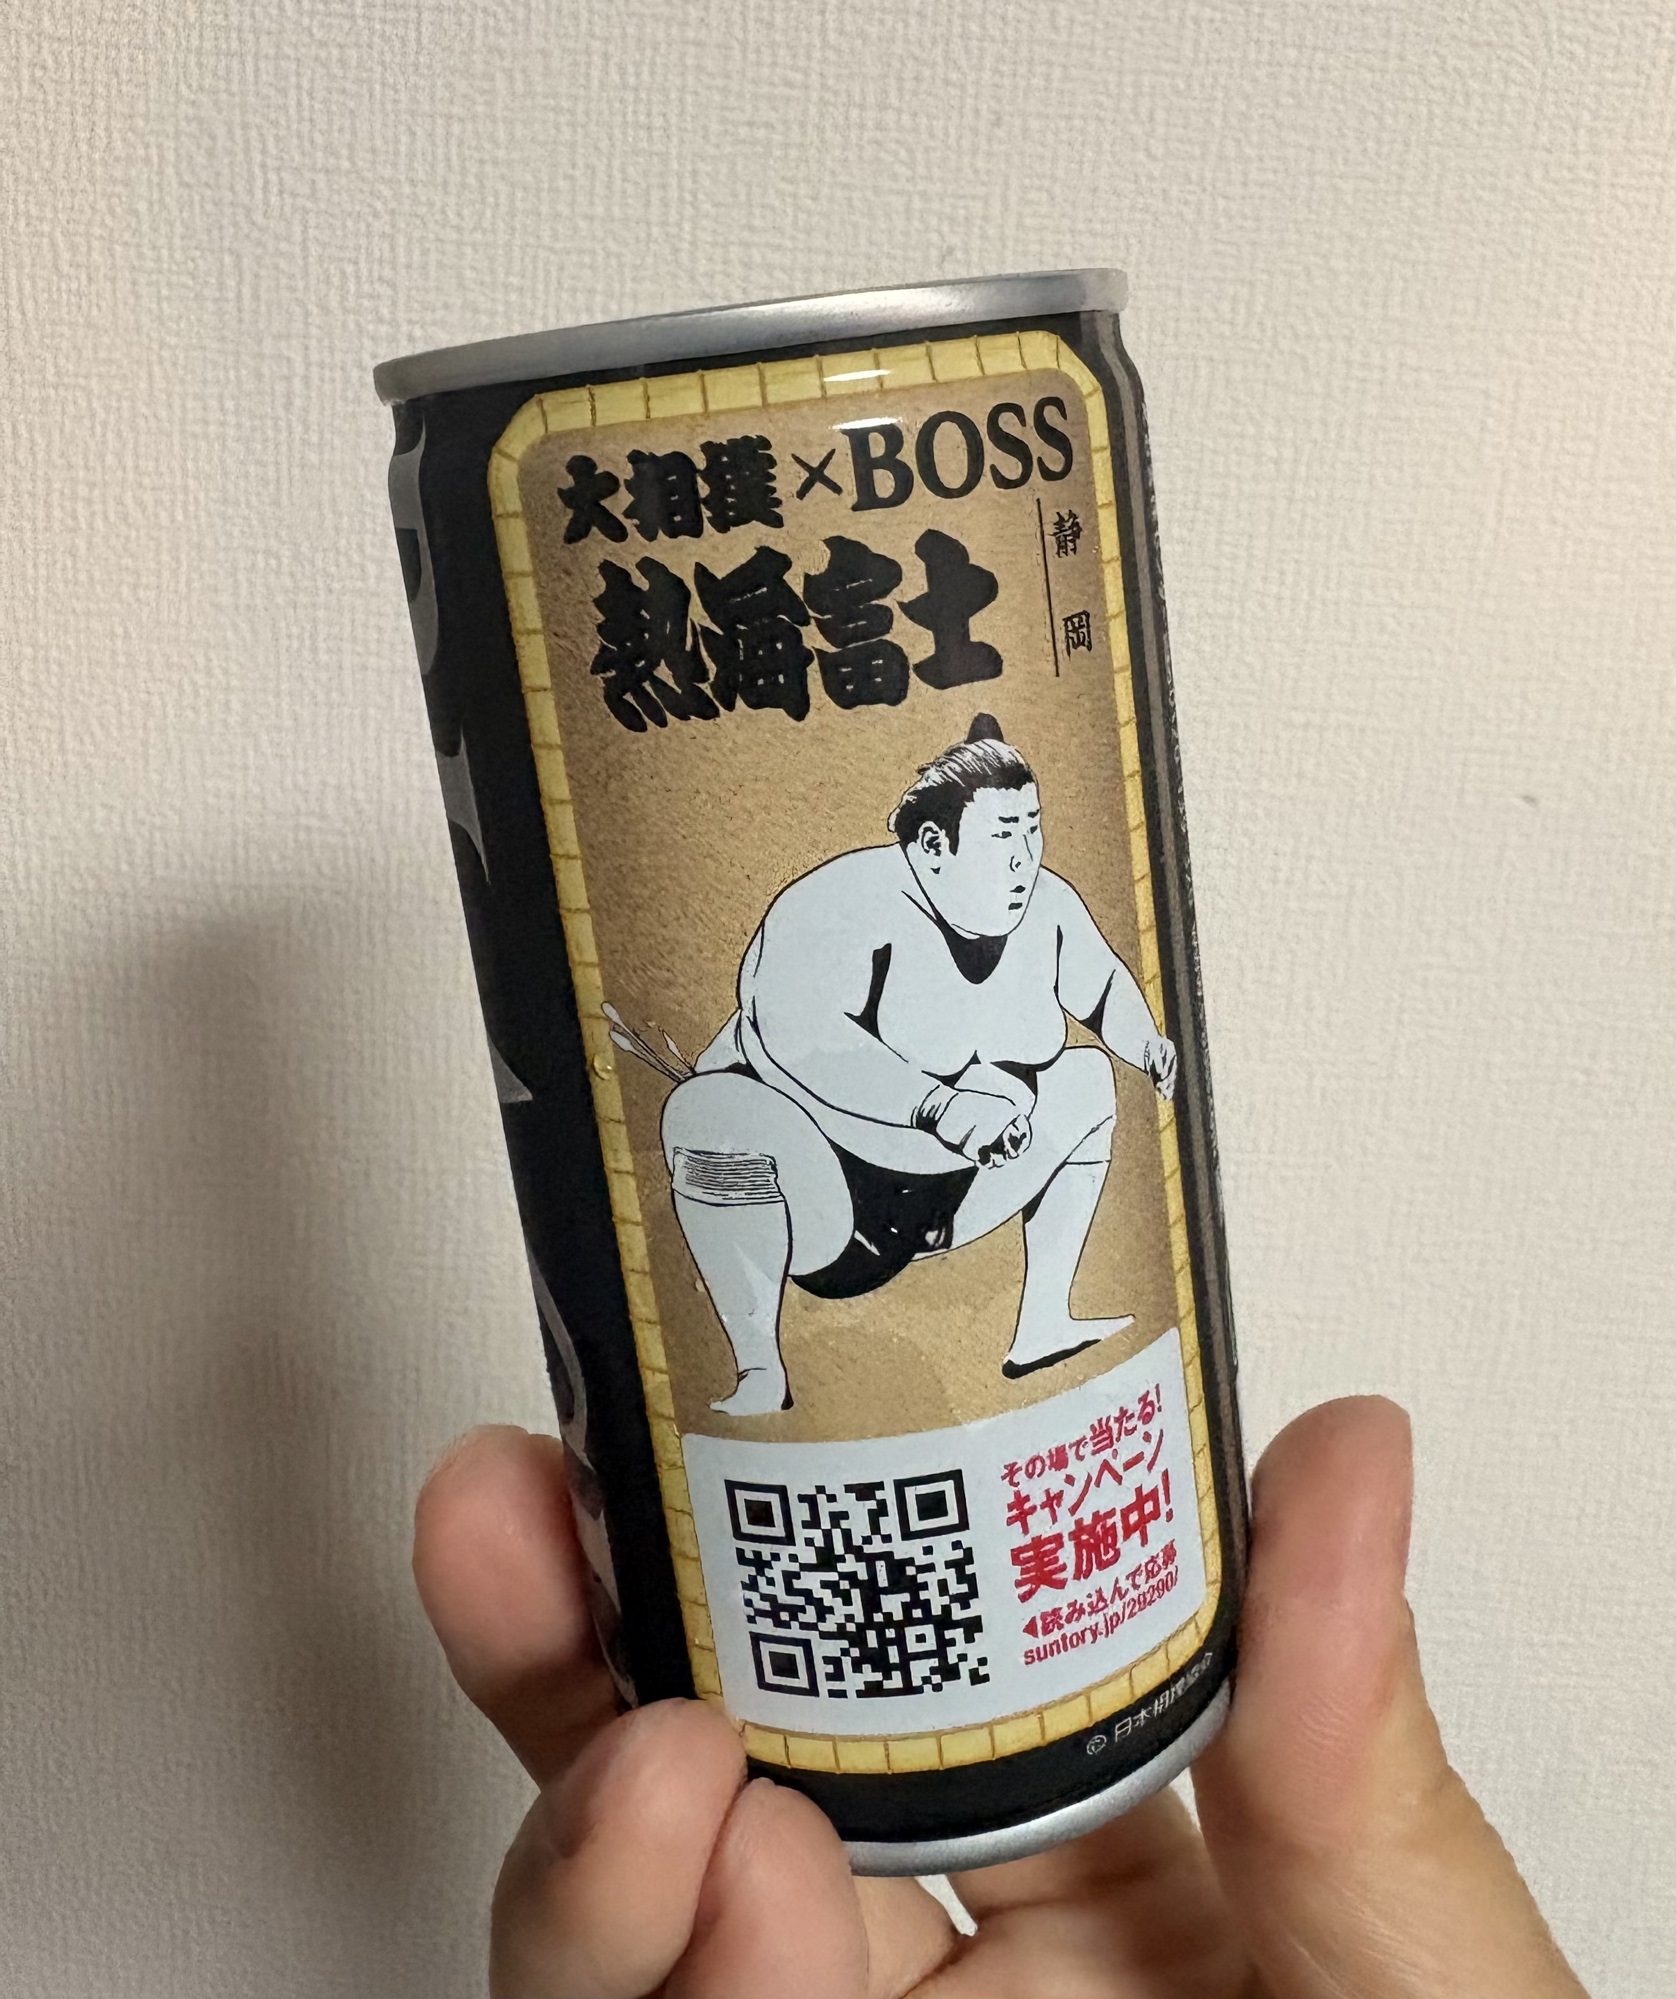 大相撲×BOSS
熱海富士
静岡
その場で当たる!
キャンペーン
実施中!
◀読み込んで応募
suntory.jp/29290/
© 日本相撲協会